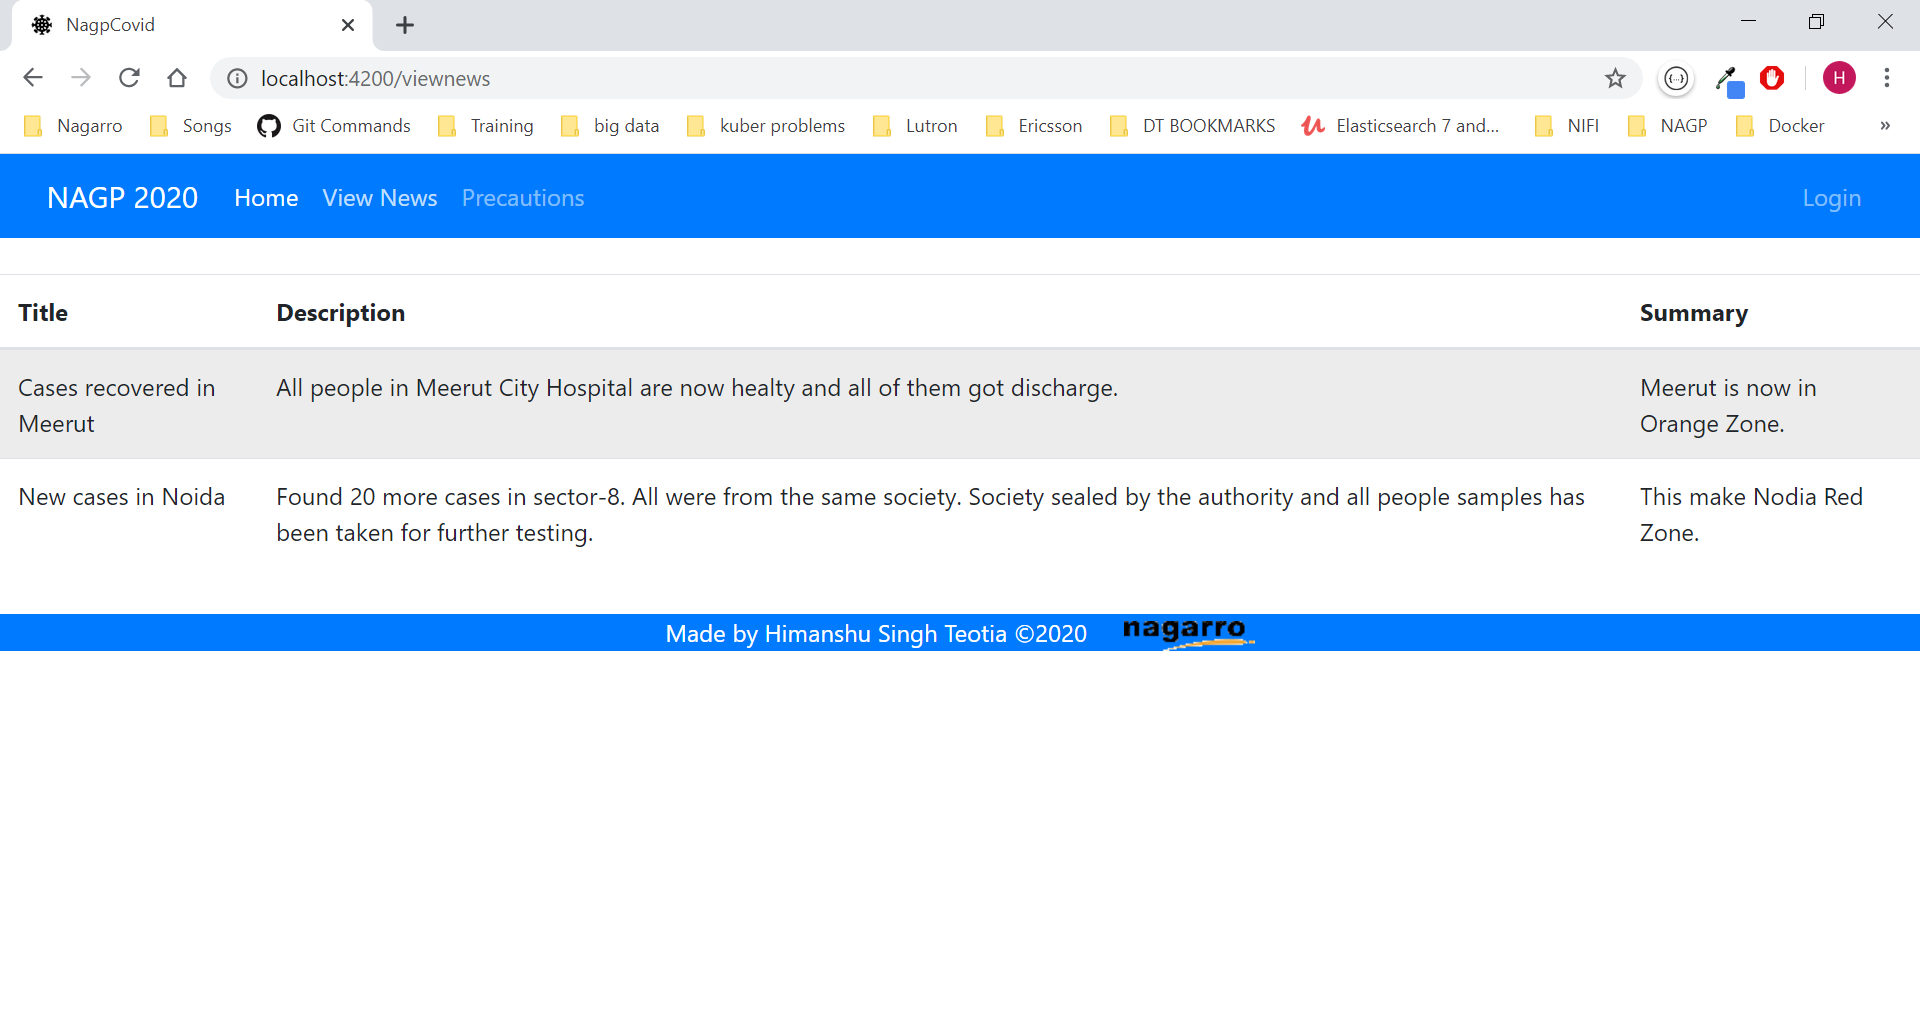 NagpCovid
localhost:4200/viewnews
H
Nagarro Songs Git Commands Training big data kuber problems Lutron Ericsson DT BOOKMARKS Elasticsearch 7 and... NIFI NAGP Docker »
NAGP 2020 Home View News Precautions Login
Title Description Summary
Cases recovered in All people in Meerut City Hospital are now healty and all of them got discharge. Meerut is now in
Meerut Orange Zone.
New cases in Noida Found 20 more cases in sector-8. All were from the same society. Society sealed by the authority and all people samples has This make Nodia Red
been taken for further testing. Zone.
Made by Himanshu Singh Teotia ©2020 nagarro